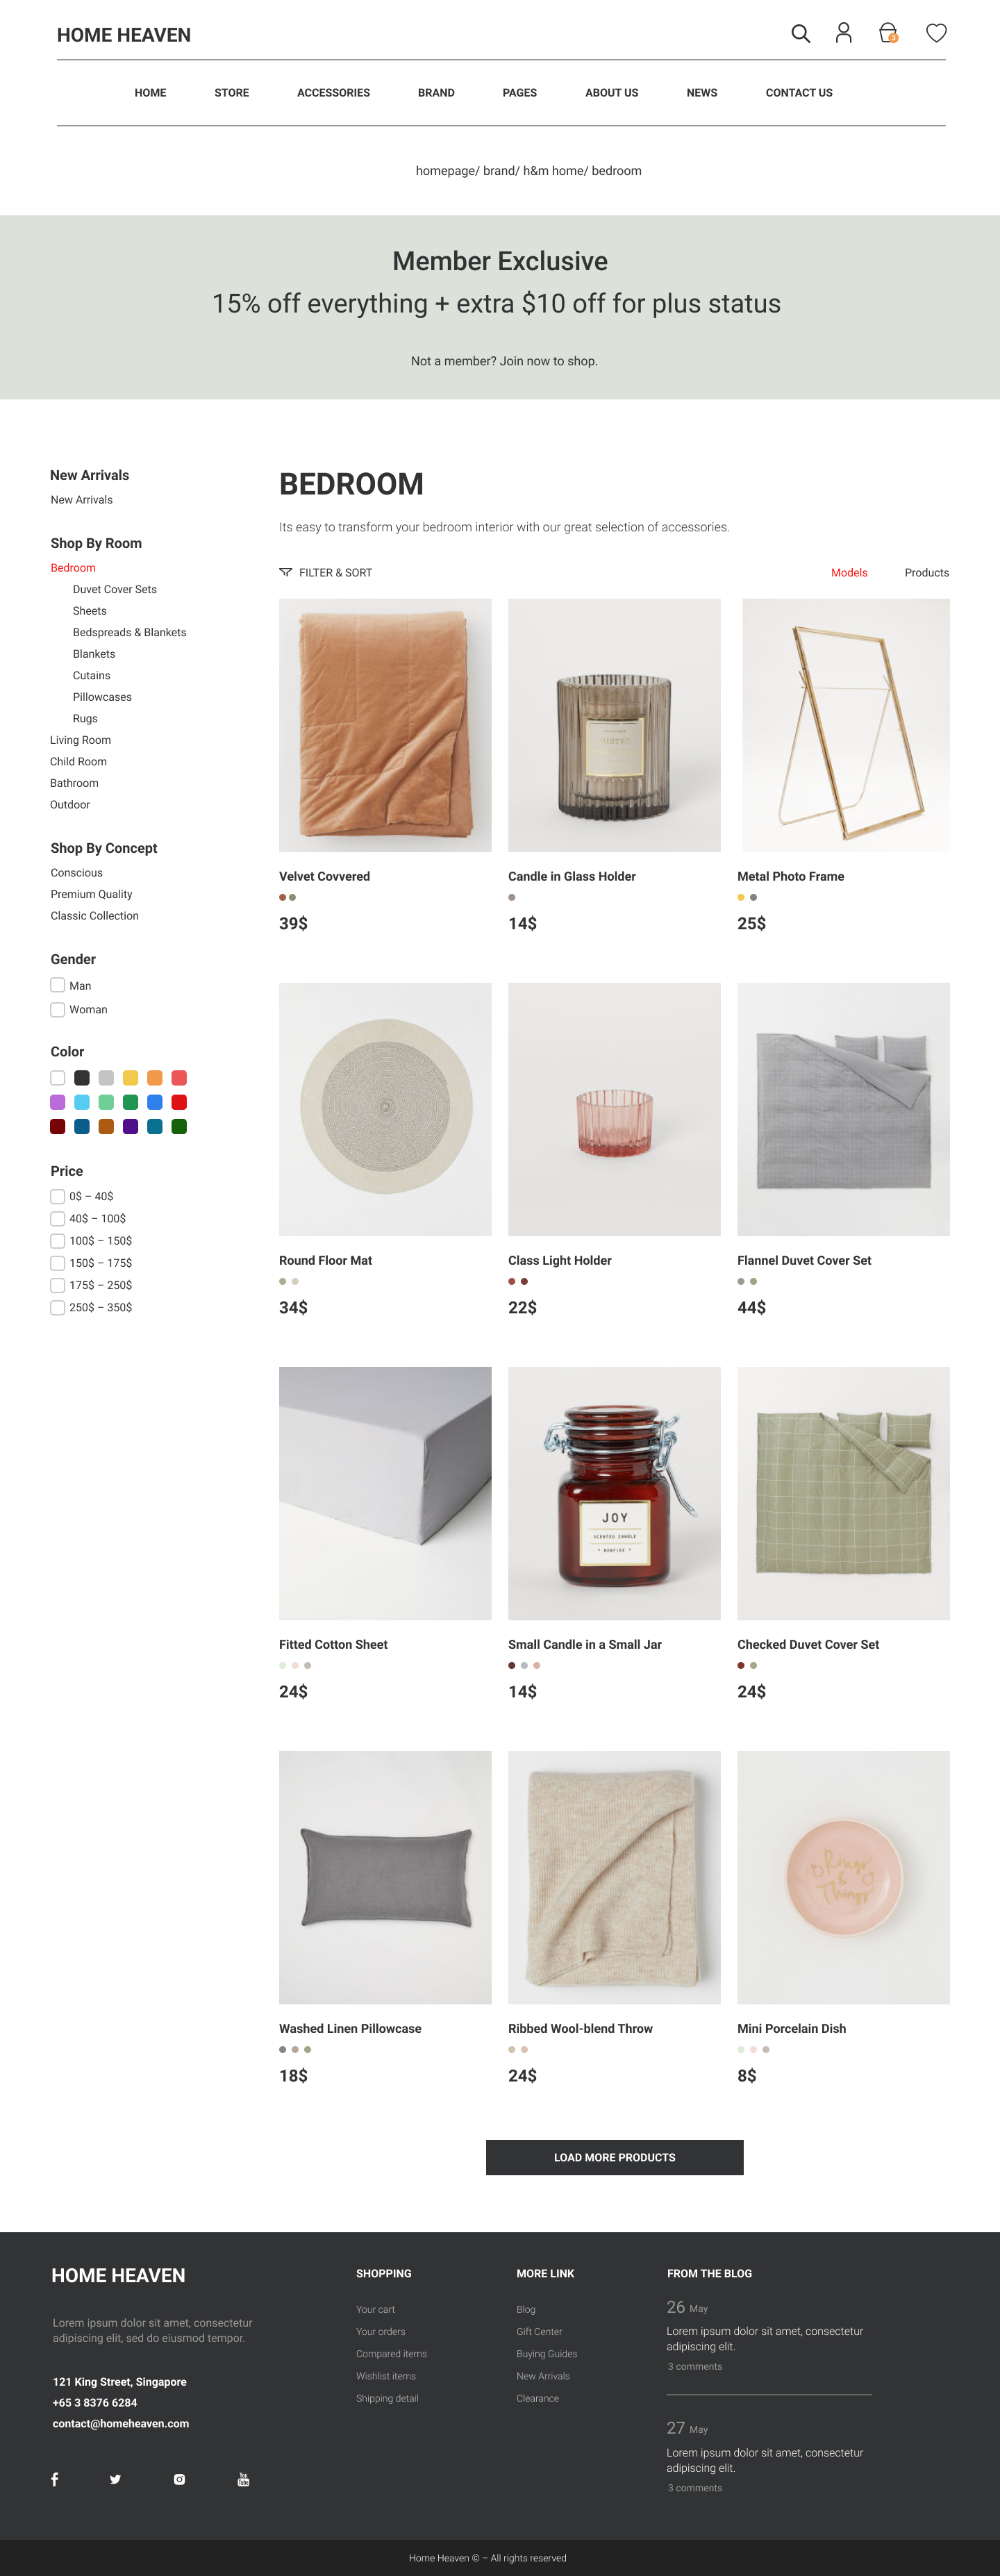 HOME HEAVEN
3
HOME STORE ACCESSORIES BRAND PAGES ABOUT US NEWS CONTACT US
homepage/ brand/ h&m home/ bedroom
Member Exclusive
15% off everything + extra $10 off for plus status
Not a member? Join now to shop.
New Arrivals
New Arrivals
Shop By Room
Bedroom
Duvet Cover Sets
Sheets
Bedspreads & Blankets
Blankets
Cutains
Pillowcases
Rugs
Living Room
Child Room
Bathroom
Outdoor
Shop By Concept
Conscious
Premium Quality
Classic Collection
Gender
Man
Woman
Color
Price
0$ – 40$
40$ – 100$
100$ – 150$
150$ – 175$
175$ – 250$
250$ – 350$
BEDROOM
Its easy to transform your bedroom interior with our great selection of accessories.
FILTER & SORT
Models Products
Velvet Covvered
39$
Candle in Glass Holder
14$
Metal Photo Frame
25$
Round Floor Mat
34$
Class Light Holder
22$
Flannel Duvet Cover Set
44$
JOY
SCENTED CANDLE
BONFIRE
Fitted Cotton Sheet
24$
Small Candle in a Small Jar
14$
Checked Duvet Cover Set
24$
Rings
&
Things
Washed Linen Pillowcase
18$
Ribbed Wool-blend Throw
24$
Mini Porcelain Dish
8$
LOAD MORE PRODUCTS
HOME HEAVEN
Lorem ipsum dolor sit amet, consectetur
adipiscing elit, sed do eiusmod tempor.
121 King Street, Singapore
+65 3 8376 6284
contact@homeheaven.com
You
Tube
SHOPPING
Your cart
Your orders
Compared items
Wishlist items
Shipping detail
MORE LINK
Blog
Gift Center
Buying Guides
New Arrivals
Clearance
FROM THE BLOG
26 May
Lorem ipsum dolor sit amet, consectetur
adipiscing elit.
3 comments
27 May
Lorem ipsum dolor sit amet, consectetur
adipiscing elit.
3 comments
Home Heaven © – All rights reserved